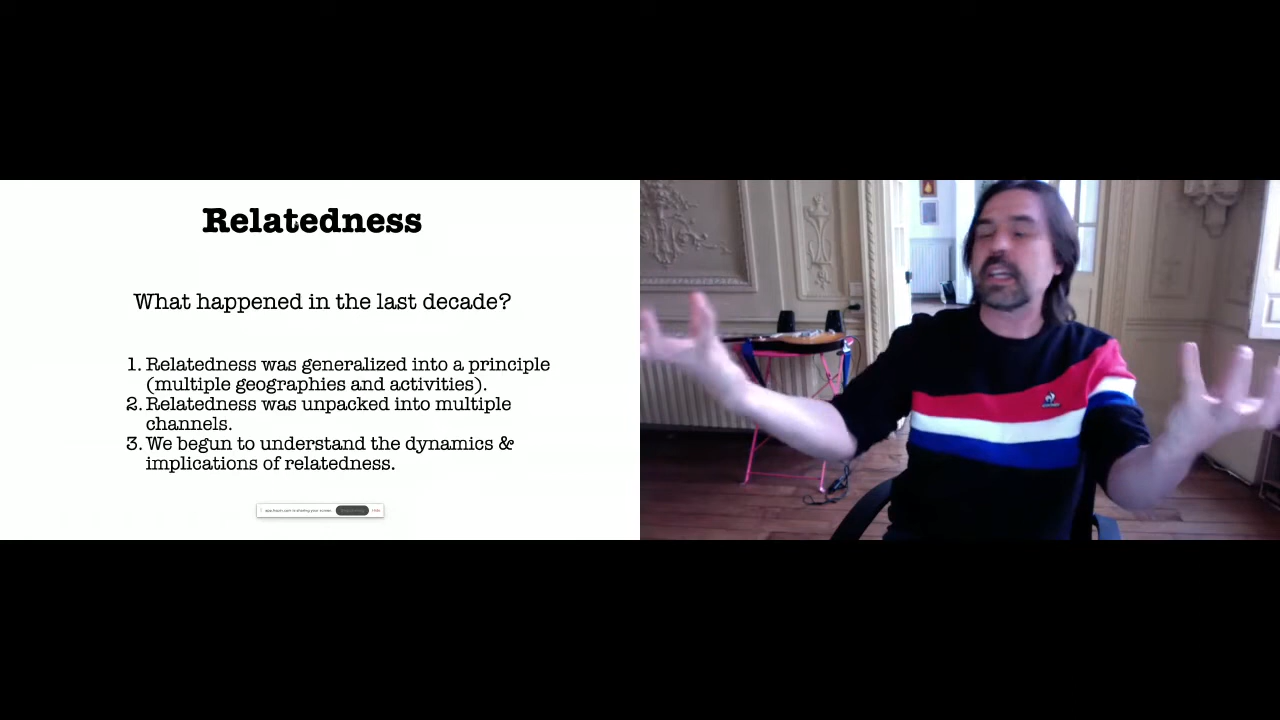 Relatedness
What happened in the last decade?
1. Relatedness was generalized into a principle
(multiple geographies and activities).
2. Relatedness was unpacked into multiple
channels.
3. We begun to understand the dynamics &
implications of relatedness.